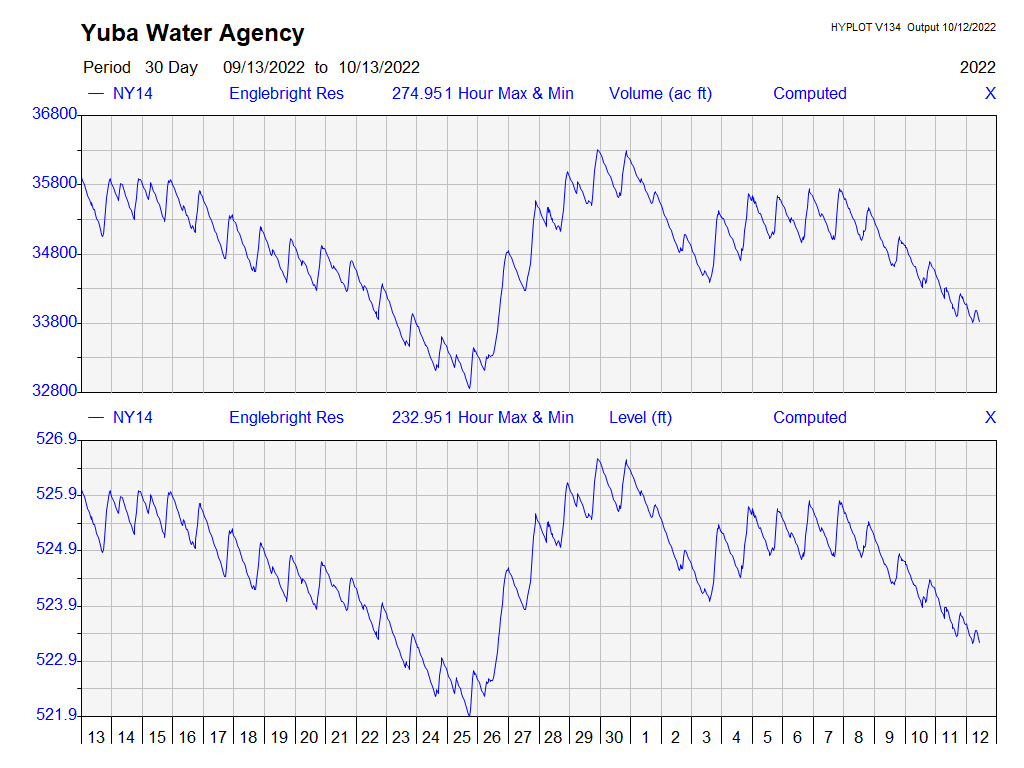 Yuba Water Agency
HYPLOT V134 Output 10/12/2022
Period 30 Day 09/13/2022 to 10/13/2022
2022
NY14 Englebright Res 274.951 Hour Max & Min Volume (ac ft) Computed X
36800
35800
34800
33800
32800
NY14 Englebright Res 232.951 Hour Max & Min Level (ft) Computed X
526.9
525.9
524.9
523.9
522.9
521.9
13 14 15 16 17 18 19 20 21 22 23 24 25 26 27 28 29 30 1 2 3 4 5 6 7 8 9 10 11 12